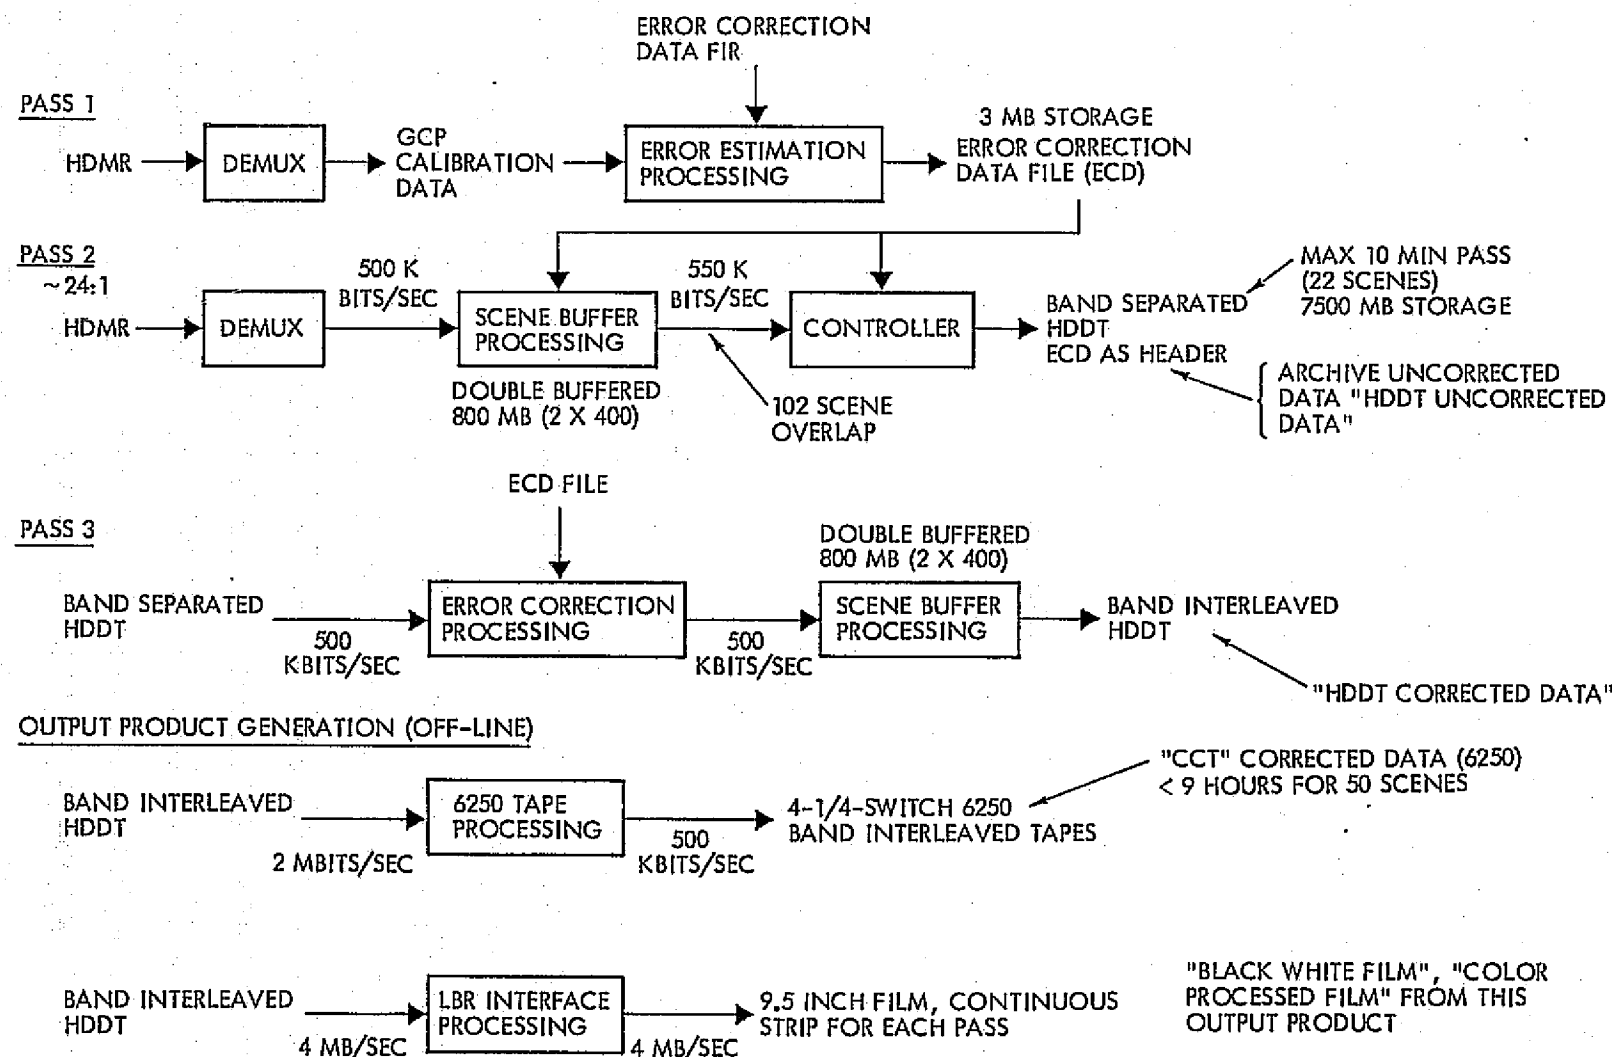 ERROR CORRECTION
DATA FIR
PASS 1
HDMR
DEMUX
GCP
CALIBRATION
DATA
ERROR ESTIMATION
PROCESSING
3 MB STORAGE
ERROR CORRECTION
DATA FILE (ECD)
PASS 2
~24:1
HDMR
DEMUX
500 K
BITS/SEC
SCENE BUFFER
PROCESSING
DOUBLE BUFFERED
800 MB (2 X 400)
550 K
BITS/SEC
102 SCENE
OVERLAP
CONTROLLER
BAND SEPARATED
HDDT
ECD AS HEADER
MAX 10 MIN PASS
(22 SCENES)
7500 MB STORAGE
ARCHIVE UNCORRECTED
DATA "HDDT UNCORRECTED
DATA"
ECD FILE
PASS 3
BAND SEPARATED
HDDT
500
KBITS/SEC
ERROR CORRECTION
PROCESSING
500
KBITS/SEC
DOUBLE BUFFERED
800 MB (2 X 400)
SCENE BUFFER
PROCESSING
BAND INTERLEAVED
HDDT
"HDDT CORRECTED DATA"
OUTPUT PRODUCT GENERATION (OFF-LINE)
BAND INTERLEAVED
HDDT
2 MBITS/SEC
6250 TAPE
PROCESSING
500
KBITS/SEC
4-1/4-SWITCH 6250
BAND INTERLEAVED TAPES
"CCT" CORRECTED DATA (6250)
< 9 HOURS FOR 50 SCENES
BAND INTERLEAVED
HDDT
4 MB/SEC
LBR INTERFACE
PROCESSING
4 MB/SEC
9.5 INCH FILM, CONTINUOUS
STRIP FOR EACH PASS
"BLACK WHITE FILM", "COLOR
PROCESSED FILM" FROM THIS
OUTPUT PRODUCT